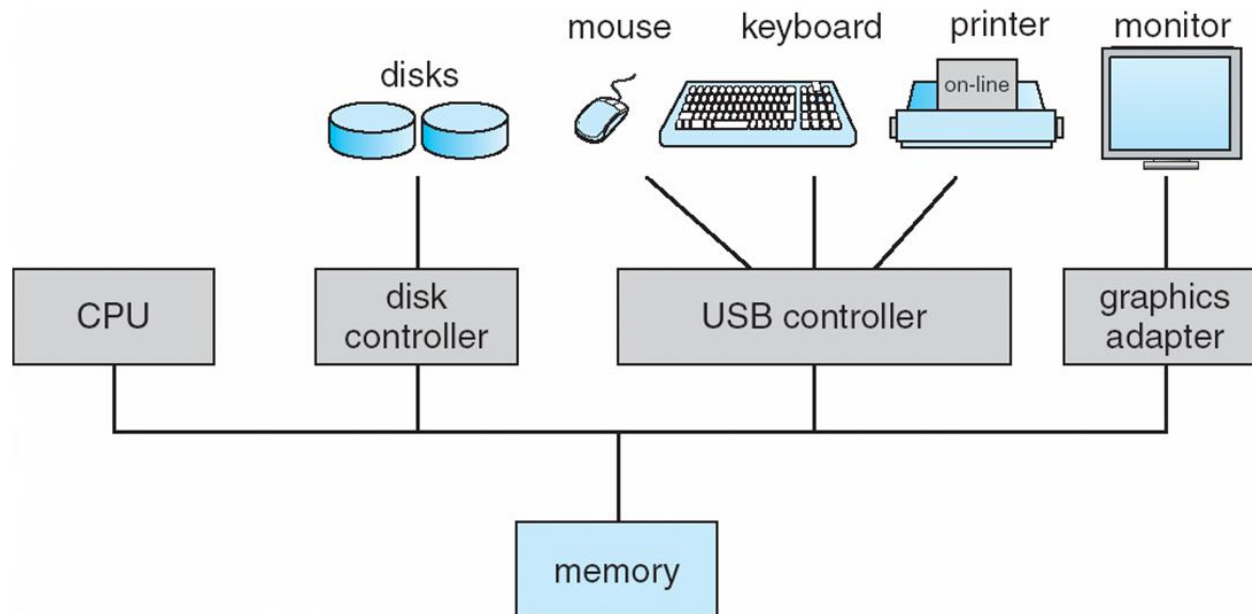 mouse
keyboard
printer
monitor
disks
on-line
CPU
disk
controller
USB controller
graphics
adapter
memory